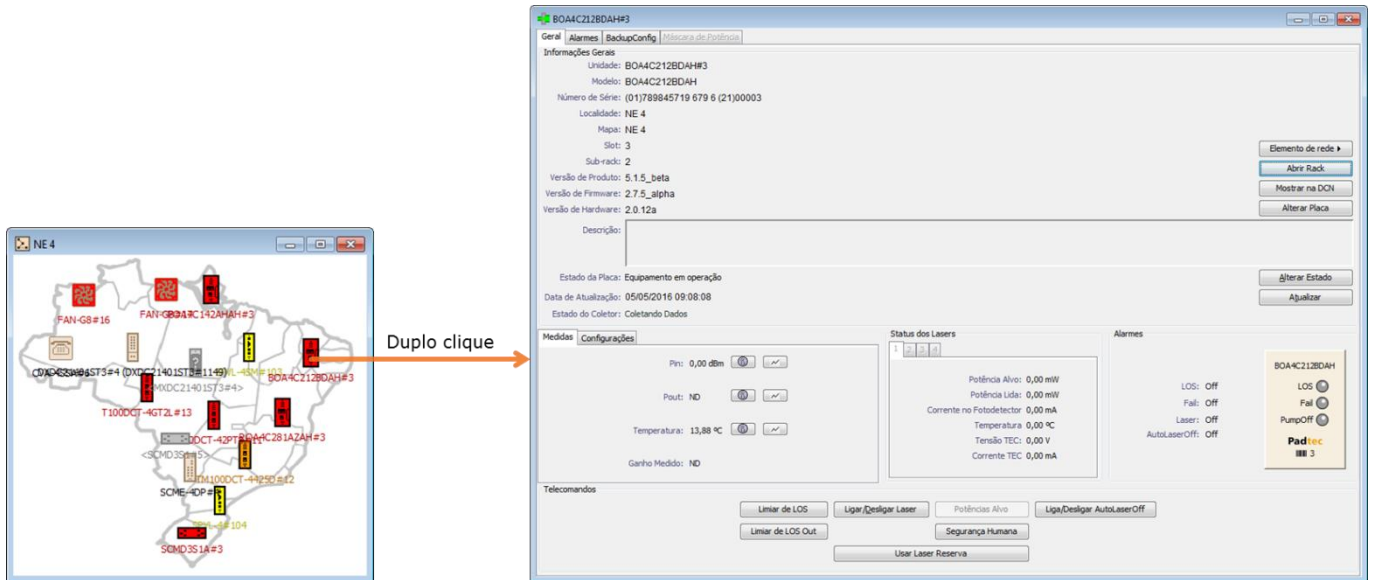 NE 4
FAN-G8#16
BOA4C212BDAH#3
<MXDC21401ST3#4>
T100DCT-4GT2L#13
<SCMD3S1#5>
TM100DCT-4425D#12
SCME-4DP#
SCMD3S1A#3
Duplo clique
BOA4C212BDAH#3
Geral Alarmes BackupConfig Máscara de Potência
Informações Gerais
Unidade: BOA4C212BDAH#3
Modelo: BOA4C212BDAH
Número de Série: (01)789845719 679 6 (21)00003
Localidade: NE 4
Mapa: NE 4
Slot: 3
Sub-rack: 2
Versão de Produto: 5.1.5_beta
Versão de Firmware: 2.7.5_alpha
Versão de Hardware: 2.0.12a
Descrição:
Elemento de rede
Abrir Rack
Mostrar na DCN
Alterar Placa
Estado da Placa: Equipamento em operação
Data de Atualização: 05/05/2016 09:08:08
Estado do Coletor: Coletando Dados
Alterar Estado
Atualizar
Medidas Configurações
Pin: 0,00 dBm
Pout: ND
Temperatura: 13,88 ºC
Ganho Medido: ND
Status dos Lasers
1 2 3 4
Potência Alvo: 0,00 mW
Potência Lida: 0,00 mW
Corrente no Fotodetector 0,00 mA
Temperatura 0,00 ºC
Tensão TEC: 0,00 V
Corrente TEC 0,00 mA
Alarmes
LOS: Off
Fail: Off
Laser: Off
AutoLaserOff: Off
BOA4C212BDAH
LOS
Fail
PumpOff
Padtec
3
Telecomandos
Limiar de LOS Ligar/Desligar Laser Potências Alvo Liga/Desligar AutoLaserOff
Limiar de LOS Out Segurança Humana
Usar Laser Reserva